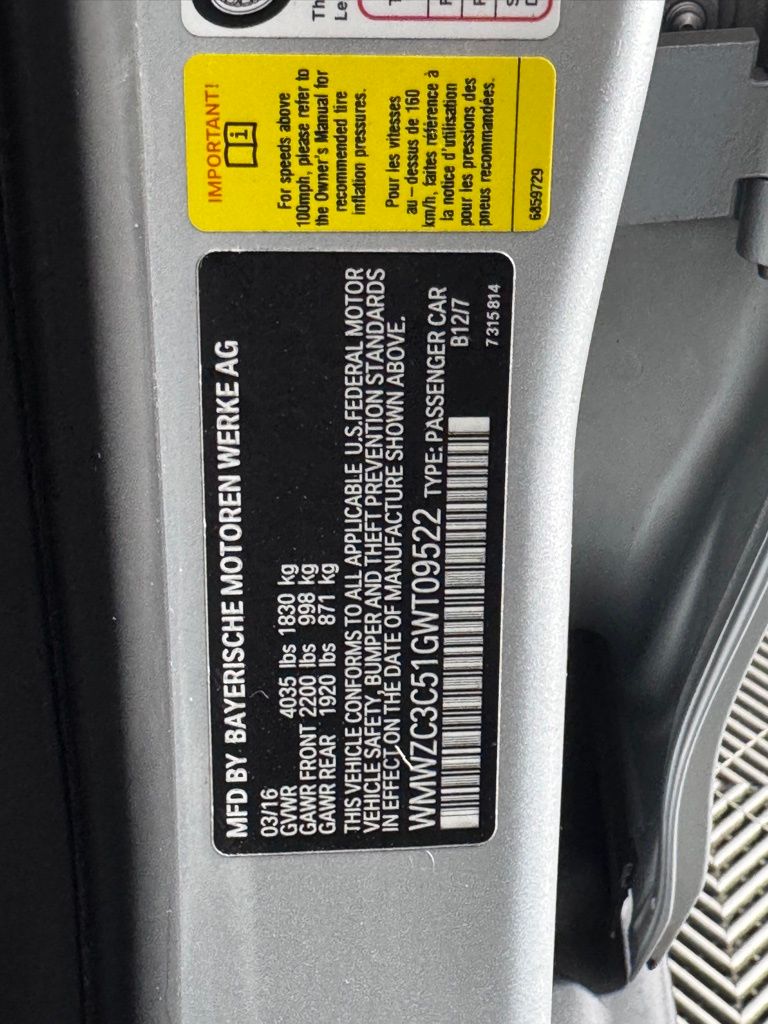 MFD BY BAYERISCHE MOTOREN WERKE AG
03/16
GVWR 4035 lbs 1830 kg
GAWR FRONT 2200 lbs 998 kg
GAWR REAR 1920 lbs 871 kg
THIS VEHICLE CONFORMS TO ALL APPLICABLE U.S.FEDERAL MOTOR
VEHICLE SAFETY, BUMPER AND THEFT PREVENTION STANDARDS
IN EFFECT ON THE DATE OF MANUFACTURE SHOWN ABOVE.
WMWZC3C51GWT09522 TYPE: PASSENGER CAR
B12/7
7315814
IMPORTANT!
i
For speeds above
100mph, please refer to
the Owner's Manual for
recommended tire
inflation pressures.
Pour les vitesses
au-dessus de 160
km/h, faites référence à
la notice d'utilisation
pour les pressions des
pneus recommandées.
6859729
Th
Le